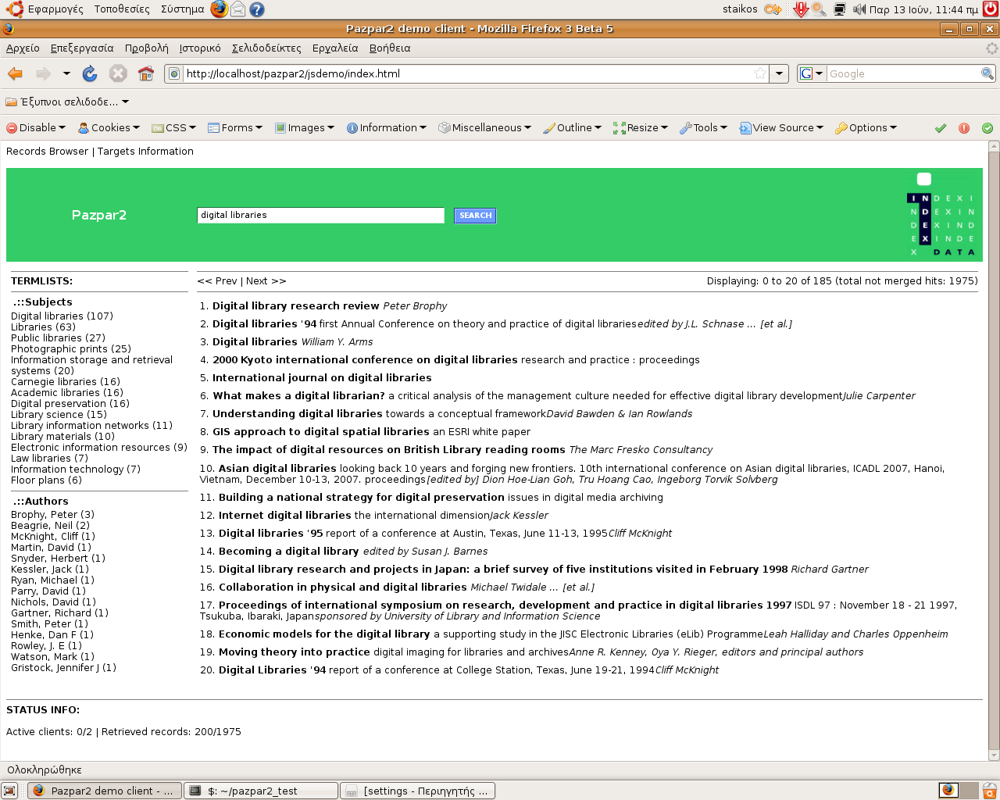 Εφαρμογές Τοποθεσίες Σύστημα staikos Παρ 13 Ιούν, 11:44 πμ
Pazpar2 demo client - Mozilla Firefox 3 Beta 5
Αρχείο Επεξεργασία Προβολή Ιστορικό Σελιδοδείκτες Εργαλεία Βοήθεια
http://localhost/pazpar2/jsdemo/index.html G Google
Έξυπνοι σελιδοδε...
Disable Cookies CSS Forms Images Information Miscellaneous Outline Resize Tools View Source Options
Records Browser | Targets Information
Pazpar2 digital libraries SEARCH
I N D E X I
N D E X I N
D E X I N D
E X I N D E
X D A T A
TERMLISTS:
.::Subjects
Digital libraries (107)
Libraries (63)
Public libraries (27)
Photographic prints (25)
Information storage and retrieval
systems (20)
Carnegie libraries (16)
Academic libraries (16)
Digital preservation (16)
Library science (15)
Library information networks (11)
Library materials (10)
Electronic information resources (9)
Law libraries (7)
Information technology (7)
Floor plans (6)
.::Authors
Brophy, Peter (3)
Beagrie, Neil (2)
McKnight, Cliff (1)
Martin, David (1)
Snyder, Herbert (1)
Kessler, Jack (1)
Ryan, Michael (1)
Parry, David (1)
Nichols, David (1)
Gartner, Richard (1)
Smith, Peter (1)
Henke, Dan F (1)
Rowley, J. E (1)
Watson, Mark (1)
Gristock, Jennifer J (1)
<< Prev | Next >> Displaying: 0 to 20 of 185 (total not merged hits: 1975)
1. Digital library research review Peter Brophy
2. Digital libraries '94 first Annual Conference on theory and practice of digital librariesedited by J.L. Schnase ... [et al.]
3. Digital libraries William Y. Arms
4. 2000 Kyoto international conference on digital libraries research and practice : proceedings
5. International journal on digital libraries
6. What makes a digital librarian? a critical analysis of the management culture needed for effective digital library developmentJulie Carpenter
7. Understanding digital libraries towards a conceptual frameworkDavid Bawden & Ian Rowlands
8. GIS approach to digital spatial libraries an ESRI white paper
9. The impact of digital resources on British Library reading rooms The Marc Fresko Consultancy
10. Asian digital libraries looking back 10 years and forging new frontiers. 10th international conference on Asian digital libraries, ICADL 2007, Hanoi,
Vietnam, December 10-13, 2007. proceedings[edited by] Dion Hoe-Lian Goh, Tru Hoang Cao, Ingeborg Torvik Solvberg
11. Building a national strategy for digital preservation issues in digital media archiving
12. Internet digital libraries the international dimensionJack Kessler
13. Digital libraries '95 report of a conference at Austin, Texas, June 11-13, 1995Cliff McKnight
14. Becoming a digital library edited by Susan J. Barnes
15. Digital library research and projects in Japan: a brief survey of five institutions visited in February 1998 Richard Gartner
16. Collaboration in physical and digital libraries Michael Twidale ... [et al.]
17. Proceedings of international symposium on research, development and practice in digital libraries 1997 ISDL 97 : November 18 - 21 1997,
Tsukuba, Ibaraki, Japansponsored by University of Library and Information Science
18. Economic models for the digital library a supporting study in the JISC Electronic Libraries (eLib) ProgrammeLeah Halliday and Charles Oppenheim
19. Moving theory into practice digital imaging for libraries and archivesAnne R. Kenney, Oya Y. Rieger, editors and principal authors
20. Digital Libraries '94 report of a conference at College Station, Texas, June 19-21, 1994Cliff McKnight
STATUS INFO:
Active clients: 0/2 | Retrieved records: 200/1975
Ολοκληρώθηκε
Pazpar2 demo client - ... $: ~/pazpar2_test [settings - Περιηγητής ...